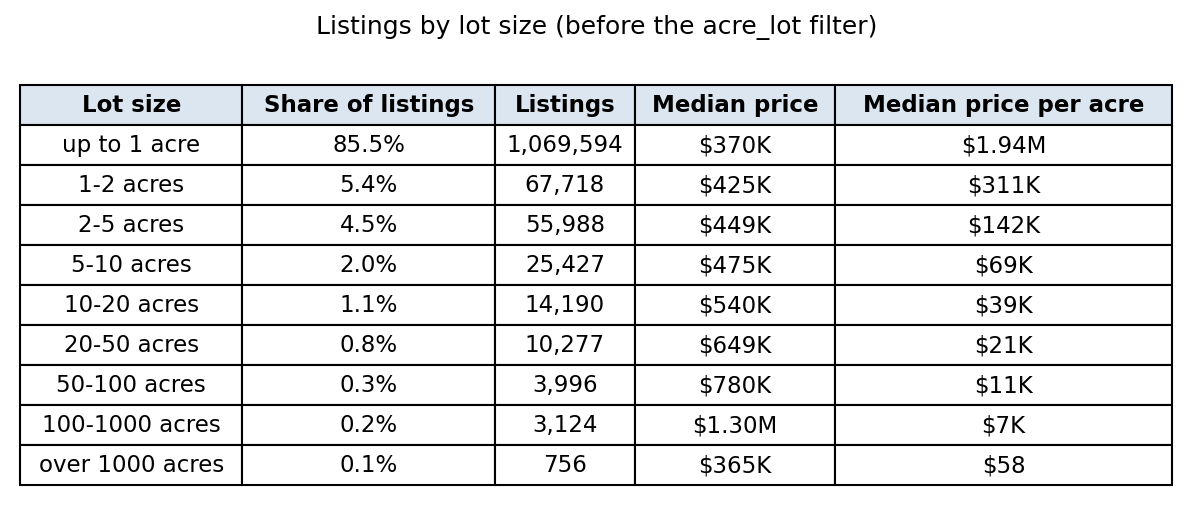 Listings by lot size (before the acre_lot filter)
Lot size Share of listings Listings Median price Median price per acre
up to 1 acre 85.5% 1,069,594 $370K $1.94M
1-2 acres 5.4% 67,718 $425K $311K
2-5 acres 4.5% 55,988 $449K $142K
5-10 acres 2.0% 25,427 $475K $69K
10-20 acres 1.1% 14,190 $540K $39K
20-50 acres 0.8% 10,277 $649K $21K
50-100 acres 0.3% 3,996 $780K $11K
100-1000 acres 0.2% 3,124 $1.30M $7K
over 1000 acres 0.1% 756 $365K $58